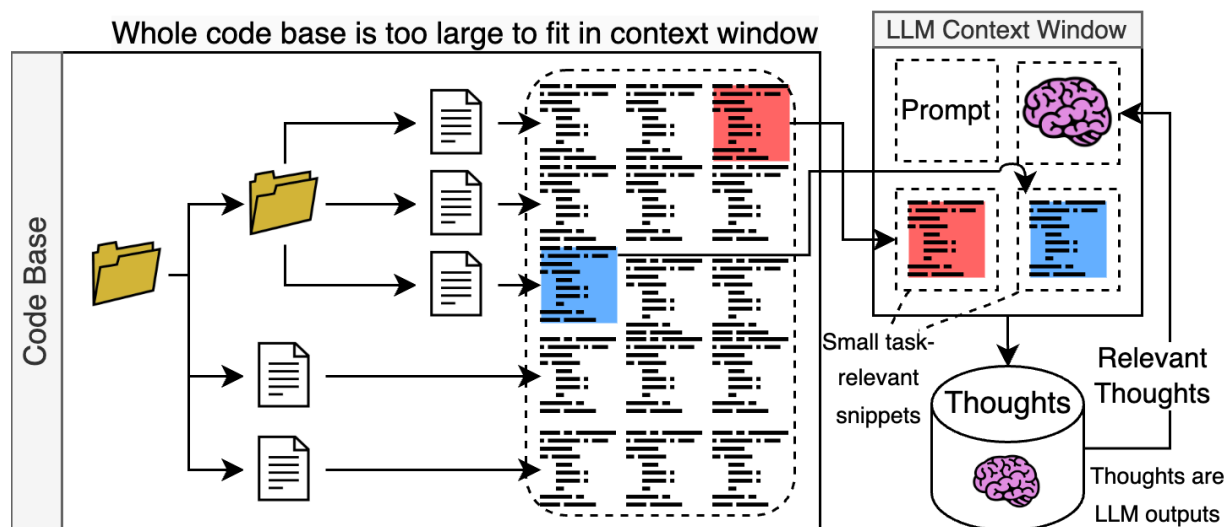 Whole code base is too large to fit in context window
Code Base
LLM Context Window
Prompt
Small task-
relevant
snippets
Thoughts
Relevant
Thoughts
Thoughts are
LLM outputs